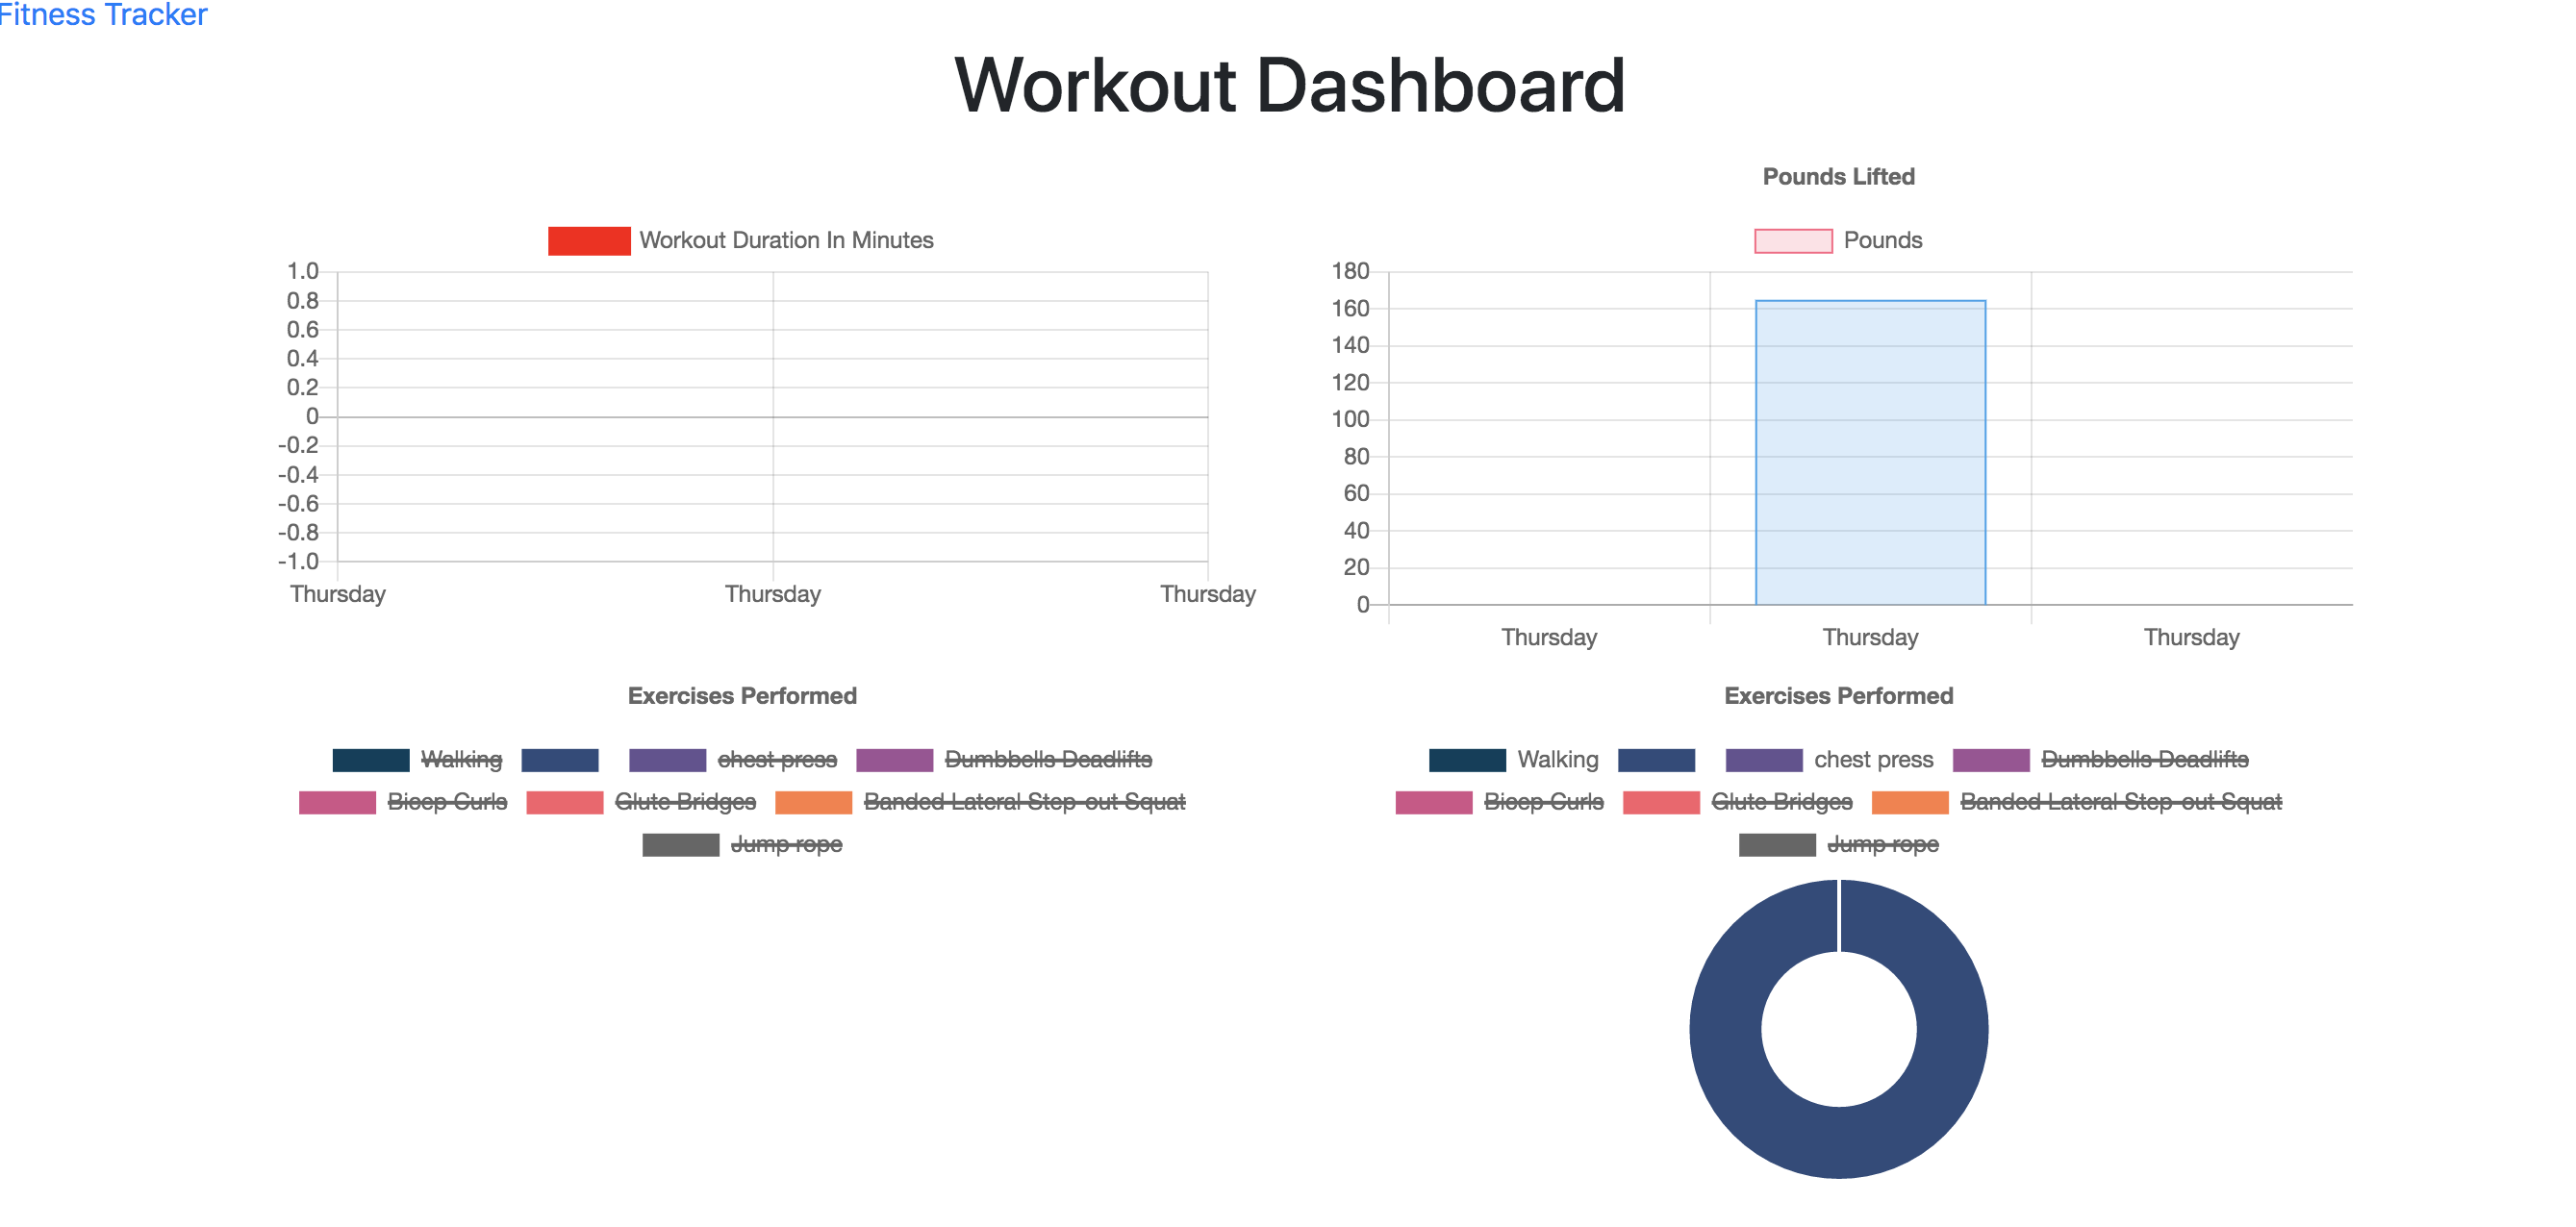 Fitness Tracker
Workout Dashboard
Workout Duration In Minutes
1.0
0.8
0.6
0.4
0.2
0
-0.2
-0.4
-0.6
-0.8
-1.0
Thursday Thursday Thursday
Pounds Lifted
Pounds
180
160
140
120
100
80
60
40
20
0
Thursday Thursday Thursday
Exercises Performed
Walking chest press Dumbbells Deadlifts
Bicep Curls Glute Bridges Banded Lateral Step-out Squat
Jump rope
Exercises Performed
Walking chest press Dumbbells Deadlifts
Bicep Curls Glute Bridges Banded Lateral Step-out Squat
Jump rope